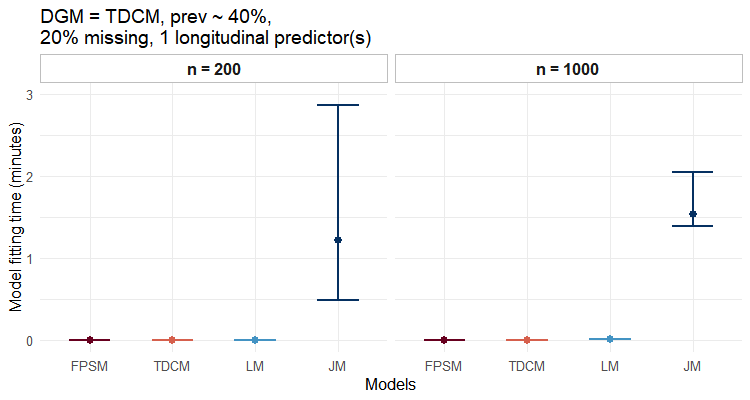 DGM = TDCM, prev ~ 40%,
20% missing, 1 longitudinal predictor(s)
n = 200
n = 1000
Model fitting time (minutes)
3
2
1
0
FPSM TDCM LM JM
FPSM TDCM LM JM
Models